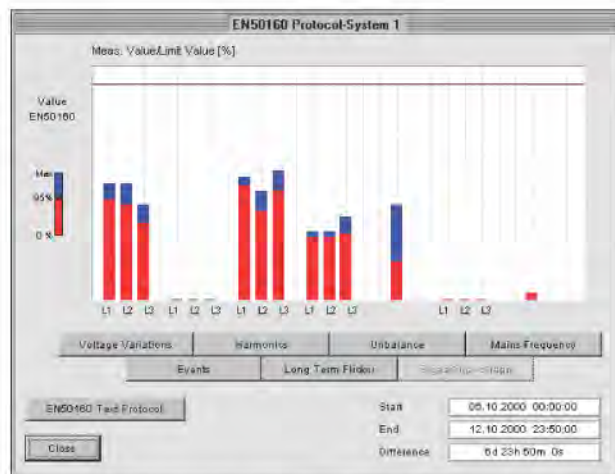 EN50160 Protocol-System 1
Meas. Value/Limit Value [%]
Value
EN50160
Max
95%
0 %
L1 L2 L3 L1 L2 L3 L1 L2 L3 L1 L2 L3 L1 L2 L3
Voltage Variations Harmonics Unbalance Mains Frequency
Events Long Term Flicker
EN50160 Text Protocol
Start 06.10.2000 00:00:00
End 12.10.2000 23:50:00
Close
Difference 6d 23h 50m 0s